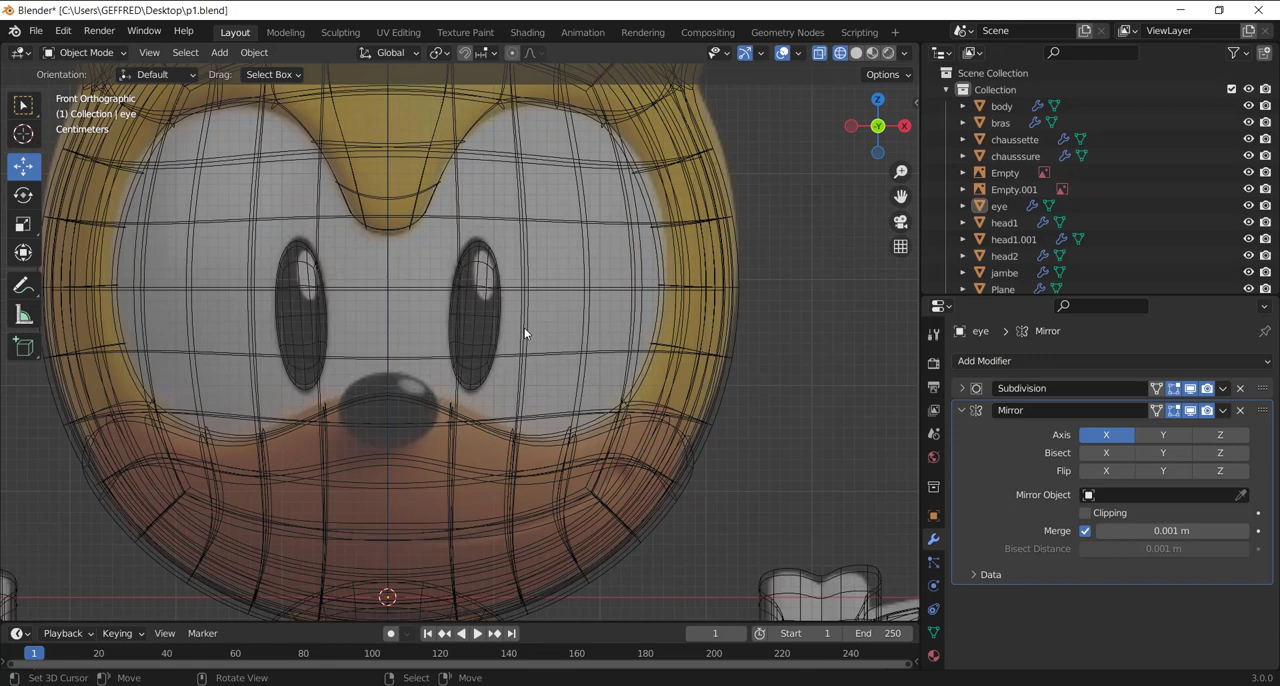 Blender* [C:\Users\GEFFRED\Desktop\p1.blend]
File Edit Render Window Help Layout Modeling Sculpting UV Editing Texture Paint Shading Animation Rendering Compositing Geometry Nodes Scripting Scene ViewLayer
Object Mode View Select Add Object Global
Orientation: Default Drag: Select Box Options
Front Orthographic
(1) Collection | eye
Centimeters
Z
X
-Y
Scene Collection
Collection
body
bras
chaussette
chausssure
Empty
Empty.001
eye
head1
head1.001
head2
jambe
Plane
eye > Mirror
Add Modifier
Subdivision
Mirror
Axis X Y Z
Bisect X Y Z
Flip X Y Z
Mirror Object
Clipping
Merge 0.001 m
Bisect Distance 0.001 m
Data
Playback Keying View Marker 1 Start 1 End 250
1 20 40 60 80 100 120 140 160 180 200 220 240
Set 3D Cursor Move Rotate View Select Move 3.0.0